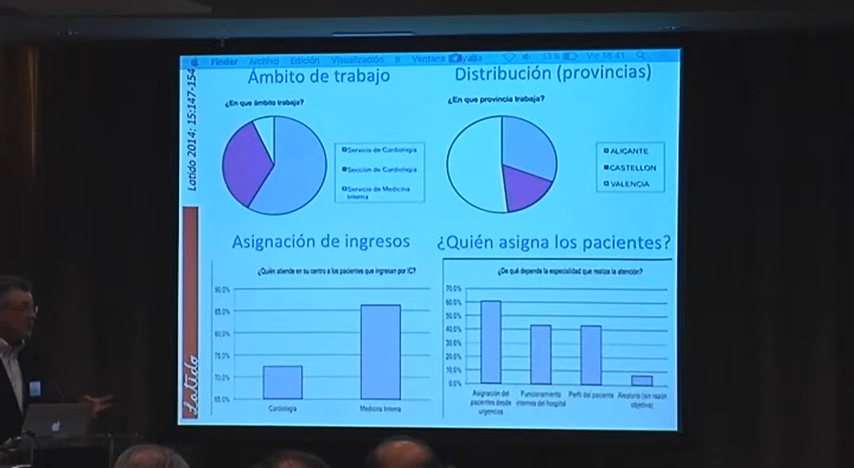 Finder Archivo Edición Visualización Ir Ventana Ayuda
Latido 2014; 15:147-154
Ámbito de trabajo
¿En que ámbito trabaja?
Servicio de Cardiología
Sección de Cardiología
Servicio de Medicina
Interna
Distribución (provincias)
¿En que provincia trabaja?
ALICANTE
CASTELLON
VALENCIA
Asignación de ingresos
¿Quién atiende en su centro a los pacientes que ingresan por IC?
90.0%
85.0%
80.0%
75.0%
70.0%
65.0%
Cardiología
Medicina Interna
¿Quién asigna los pacientes?
¿De qué depende la especialidad que realiza la atención?
70.0%
60.0%
50.0%
40.0%
30.0%
20.0%
10.0%
0.0%
Asignación del
pacientes desde
urgencias
Funcionamiento
internos del hospital
Perfil del paciente
Aleatorio (sin razón
objetiva)
Latido